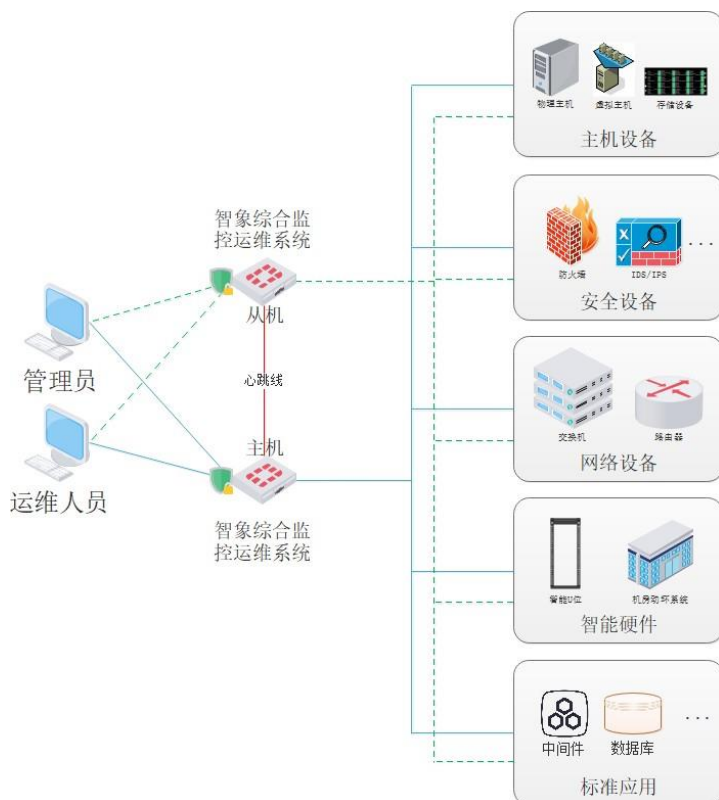 物理主机
虚拟主机
存储设备
主机设备
智象综合监
控运维系统
从机
防火墙
IDS/IPS
...
安全设备
管理员
心跳线
运维人员
主机
智象综合监
控运维系统
交换机
路由器
网络设备
智能U位
机房动环系统
智能硬件
中间件
数据库
...
标准应用